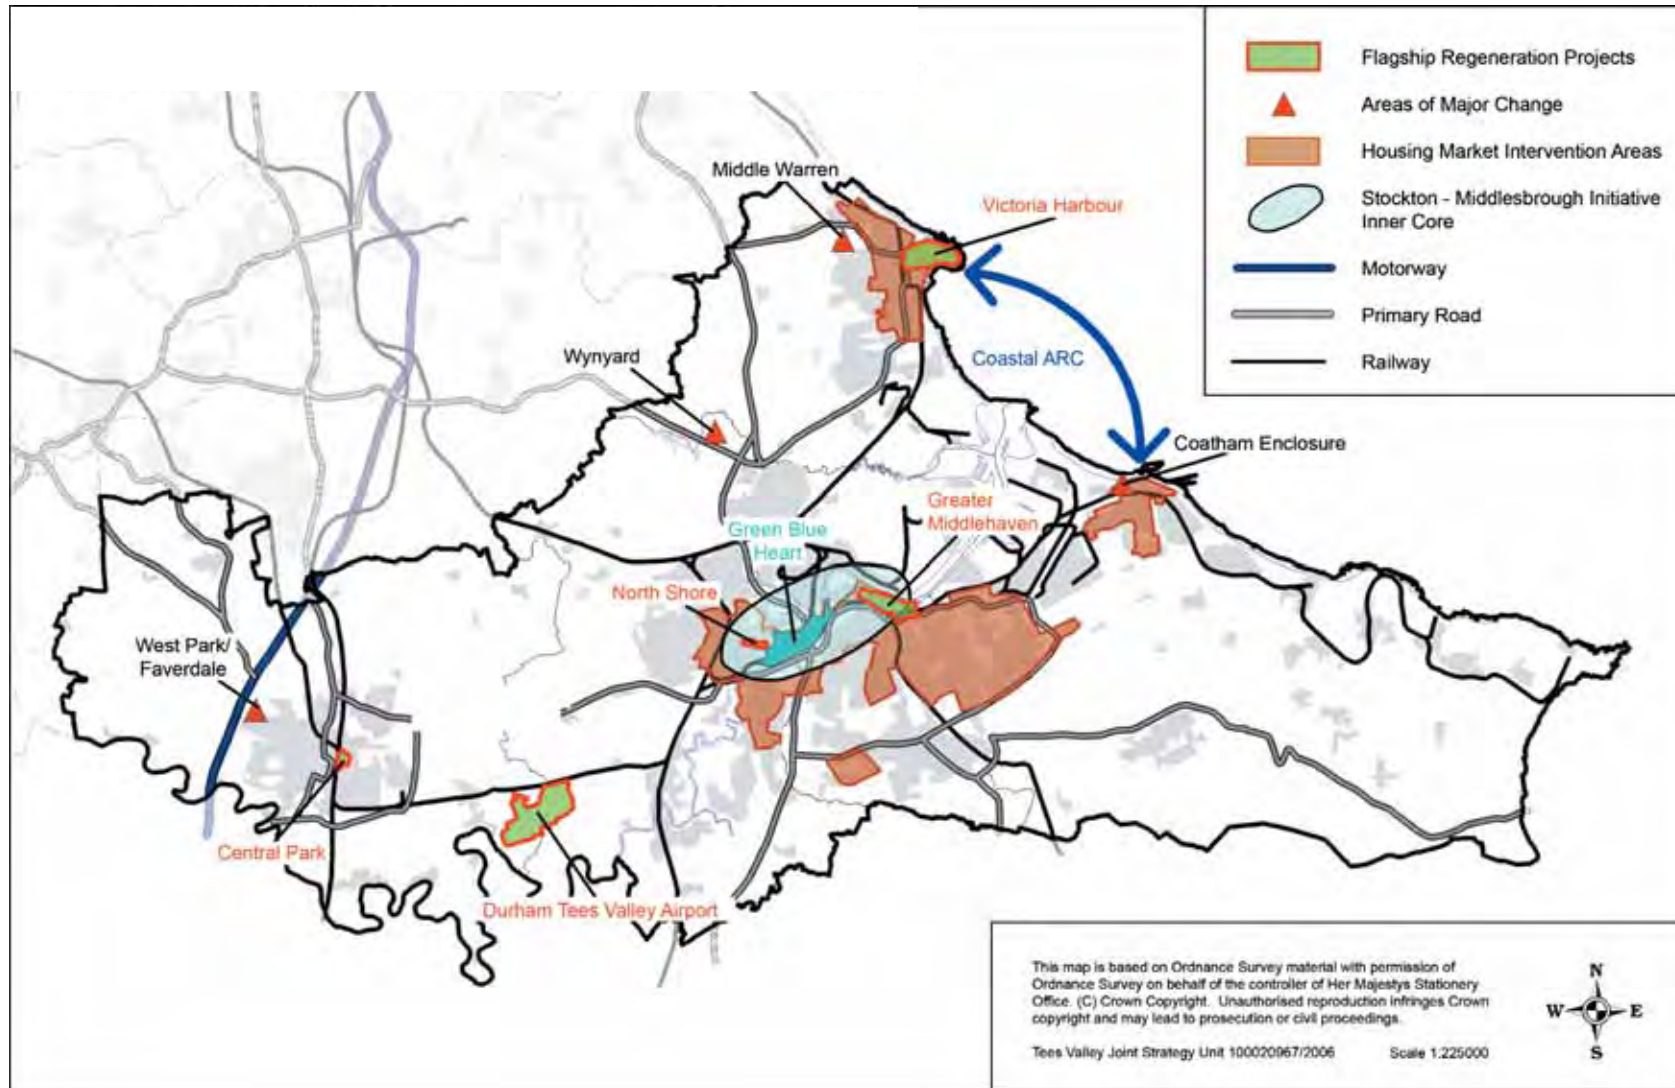 Flagship Regeneration Projects
Areas of Major Change
Housing Market Intervention Areas
Stockton - Middlesbrough Initiative
Inner Core
Motorway
Primary Road
Railway
Middle Warren
Victoria Harbour
Wynyard
Coastal ARC
Coatham Enclosure
Greater
Middlehaven
Green Blue
Heart
North Shore
West Park/
Faverdale
Central Park
Durham Tees Valley Airport
This map is based on Ordnance Survey material with permission of
Ordnance Survey on behalf of the controller of Her Majestys Stationery
Office. (C) Crown Copyright. Unauthorised reproduction infringes Crown
copyright and may lead to prosecution or civil proceedings.
Tees Valley Joint Strategy Unit 100020967/2006 Scale 1:225000
N
W E
S